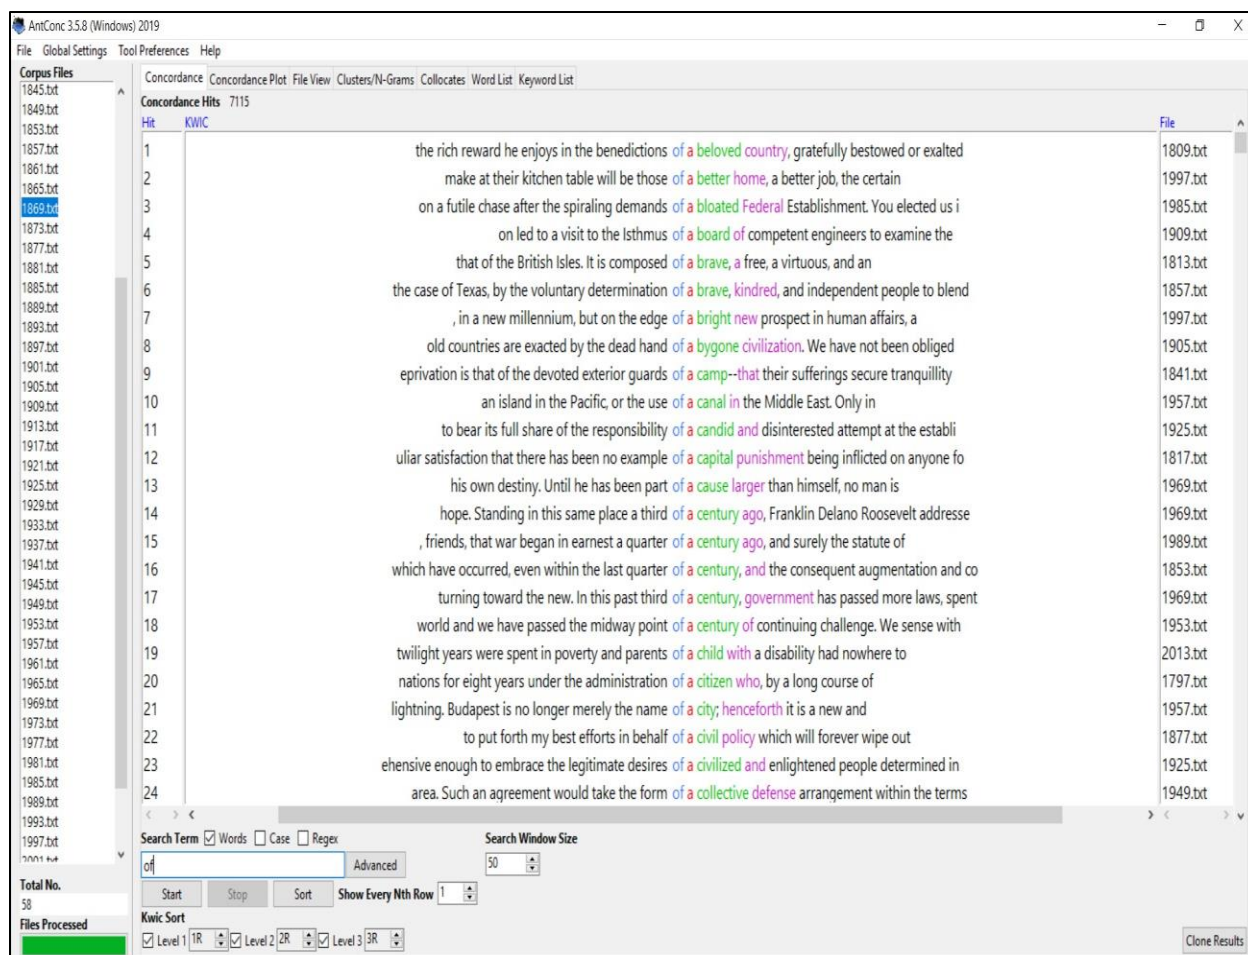 AntConc 3.5.8 (Windows) 2019
File Global Settings Tool Preferences Help
Corpus Files
1845.txt
1849.txt
1853.txt
1857.txt
1861.txt
1865.txt
1869.txt
1873.txt
1877.txt
1881.txt
1885.txt
1889.txt
1893.txt
1897.txt
1901.txt
1905.txt
1909.txt
1913.txt
1917.txt
1921.txt
1925.txt
1929.txt
1933.txt
1937.txt
1941.txt
1945.txt
1949.txt
1953.txt
1957.txt
1961.txt
1965.txt
1969.txt
1973.txt
1977.txt
1981.txt
1985.txt
1989.txt
1993.txt
1997.txt
2001.txt
Total No.
58
Files Processed
Concordance Concordance Plot File View Clusters/N-Grams Collocates Word List Keyword List
Concordance Hits 7115
Hit KWIC File
1 the rich reward he enjoys in the benedictions of a beloved country, gratefully bestowed or exalted 1809.txt
2 make at their kitchen table will be those of a better home, a better job, the certain 1997.txt
3 on a futile chase after the spiraling demands of a bloated Federal Establishment. You elected us i 1985.txt
4 on led to a visit to the Isthmus of a board of competent engineers to examine the 1909.txt
5 that of the British Isles. It is composed of a brave, a free, a virtuous, and an 1813.txt
6 the case of Texas, by the voluntary determination of a brave, kindred, and independent people to blend 1857.txt
7 , in a new millennium, but on the edge of a bright new prospect in human affairs, a 1997.txt
8 old countries are exacted by the dead hand of a bygone civilization. We have not been obliged 1905.txt
9 eprivation is that of the devoted exterior guards of a camp--that their sufferings secure tranquillity 1841.txt
10 an island in the Pacific, or the use of a canal in the Middle East. Only in 1957.txt
11 to bear its full share of the responsibility of a candid and disinterested attempt at the establi 1925.txt
12 uliar satisfaction that there has been no example of a capital punishment being inflicted on anyone fo 1817.txt
13 his own destiny. Until he has been part of a cause larger than himself, no man is 1969.txt
14 hope. Standing in this same place a third of a century ago, Franklin Delano Roosevelt addresse 1969.txt
15 , friends, that war began in earnest a quarter of a century ago, and surely the statute of 1989.txt
16 which have occurred, even within the last quarter of a century, and the consequent augmentation and co 1853.txt
17 turning toward the new. In this past third of a century, government has passed more laws, spent 1969.txt
18 world and we have passed the midway point of a century of continuing challenge. We sense with 1953.txt
19 twilight years were spent in poverty and parents of a child with a disability had nowhere to 2013.txt
20 nations for eight years under the administration of a citizen who, by a long course of 1797.txt
21 lightning. Budapest is no longer merely the name of a city; henceforth it is a new and 1957.txt
22 to put forth my best efforts in behalf of a civil policy which will forever wipe out 1877.txt
23 ehensive enough to embrace the legitimate desires of a civilized and enlightened people determined in 1925.txt
24 area. Such an agreement would take the form of a collective defense arrangement within the terms 1949.txt
Search Term Words Case Regex Search Window Size
of Advanced 50
Start Stop Sort Show Every Nth Row 1
Kwic Sort
Level 1 1R Level 2 2R Level 3 3R
Clone Results